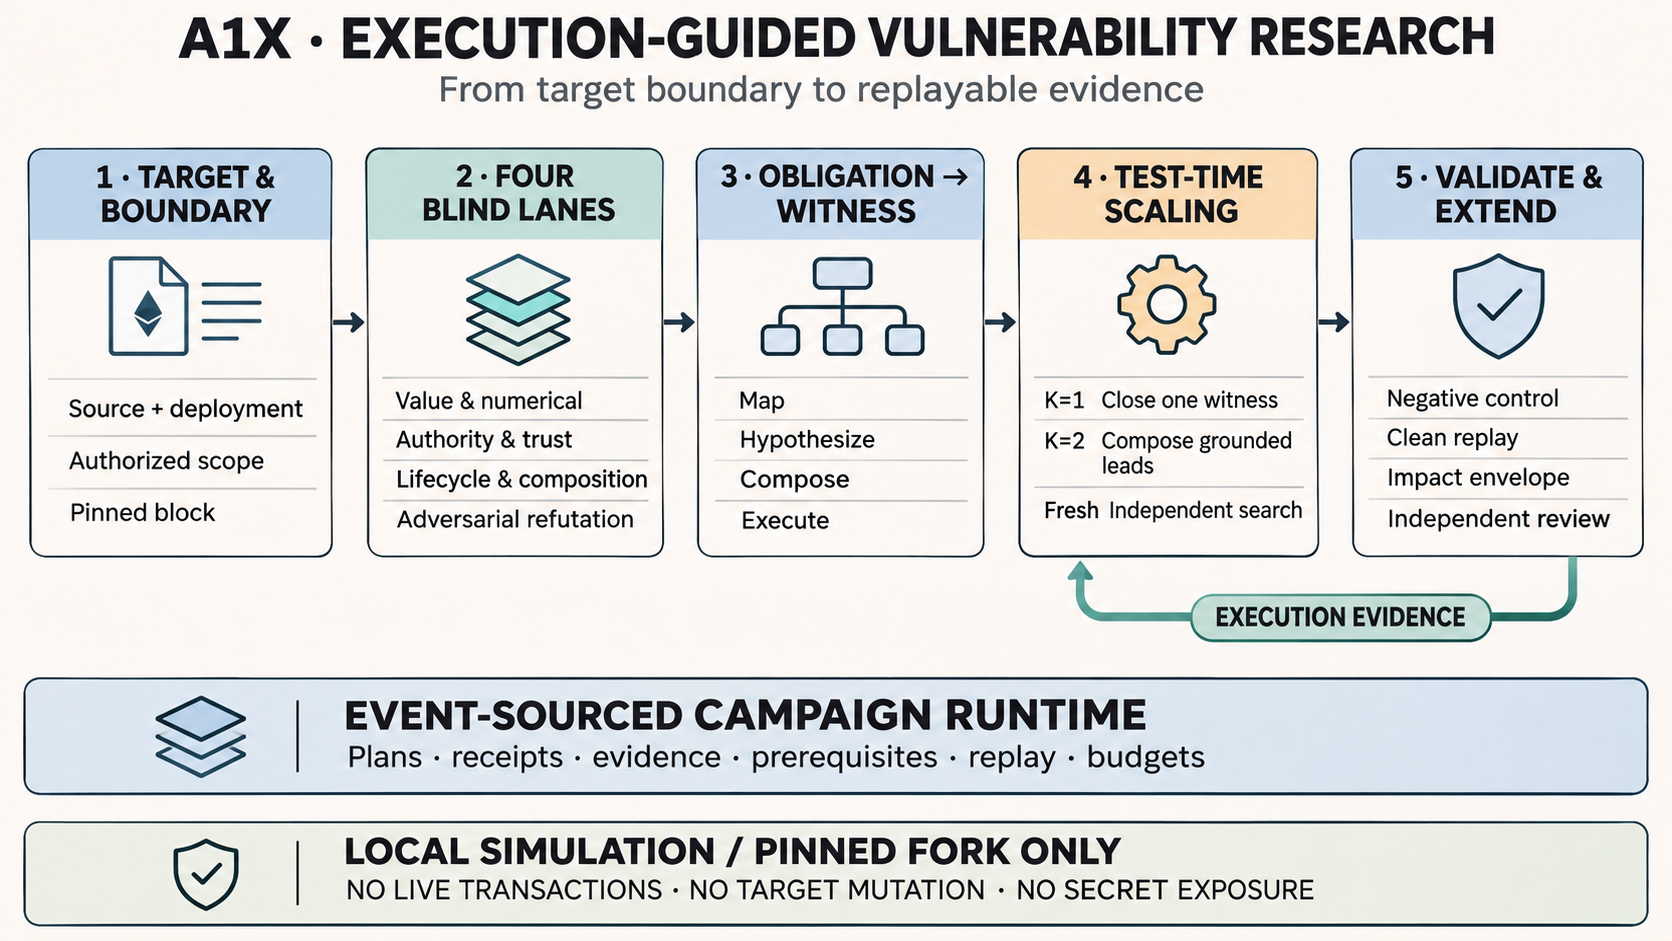 A1X · EXECUTION-GUIDED VULNERABILITY RESEARCH
From target boundary to replayable evidence
1 · TARGET &
BOUNDARY
Source + deployment
Authorized scope
Pinned block
2 · FOUR
BLIND LANES
Value & numerical
Authority & trust
Lifecycle & composition
Adversarial refutation
3 · OBLIGATION →
WITNESS
Map
Hypothesize
Compose
Execute
4 · TEST-TIME
SCALING
K=1 Close one witness
K=2 Compose grounded
leads
Fresh Independent search
5 · VALIDATE &
EXTEND
Negative control
Clean replay
Impact envelope
Independent review
EXECUTION EVIDENCE
EVENT-SOURCED CAMPAIGN RUNTIME
Plans · receipts · evidence · prerequisites · replay · budgets
LOCAL SIMULATION / PINNED FORK ONLY
NO LIVE TRANSACTIONS · NO TARGET MUTATION · NO SECRET EXPOSURE